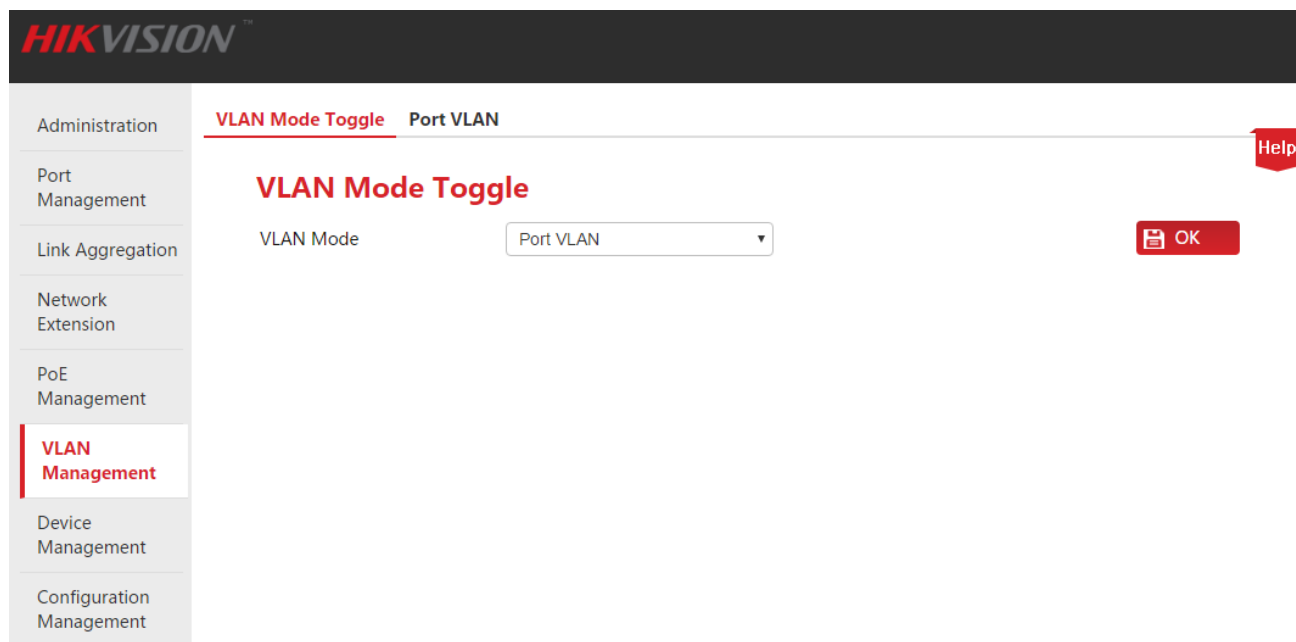 HIKVISION™
Administration
Port
Management
Link Aggregation
Network
Extension
PoE
Management
VLAN
Management
Device
Management
Configuration
Management
VLAN Mode Toggle Port VLAN
Help
VLAN Mode Toggle
VLAN Mode Port VLAN OK